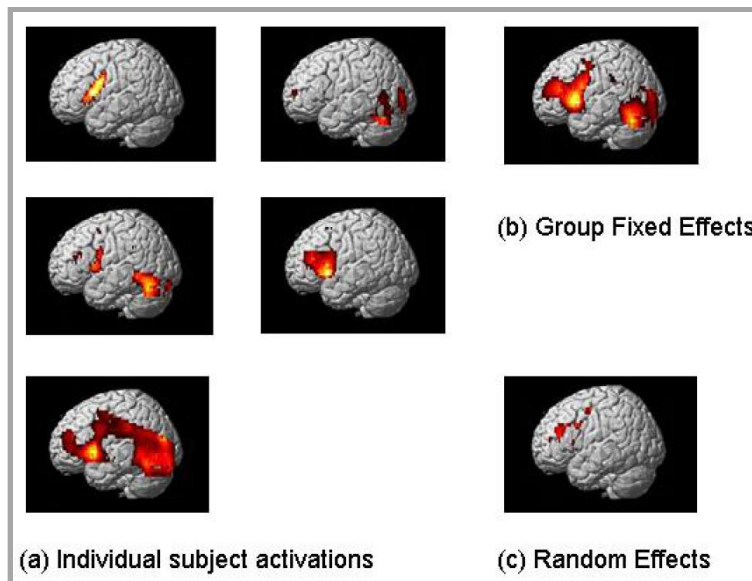 (b) Group Fixed Effects
(a) Individual subject activations
(c) Random Effects